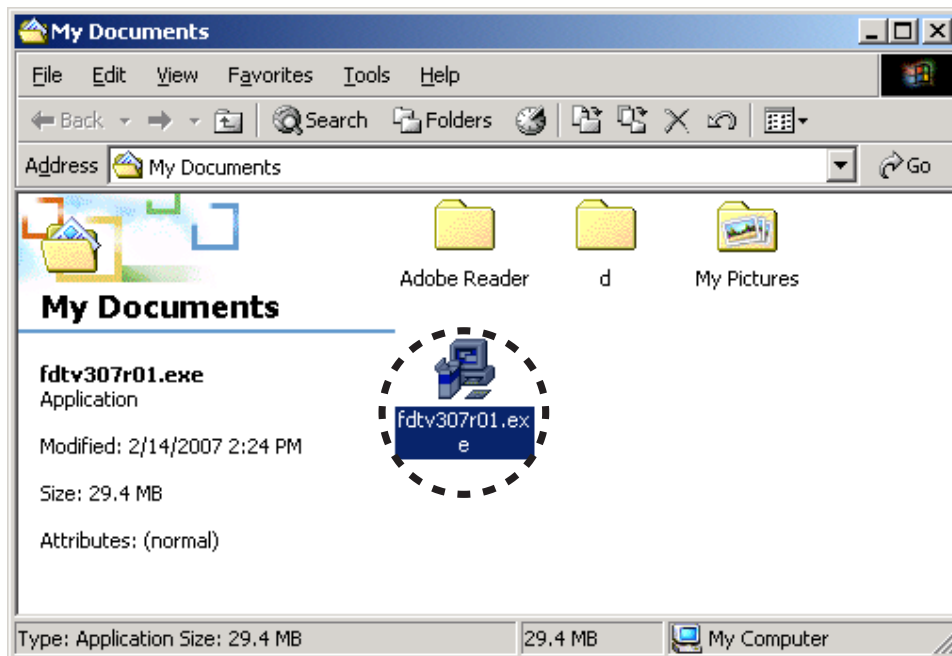 My Documents
File Edit View Favorites Tools Help
Back Search Folders
Address My Documents Go
Adobe Reader d My Pictures
My Documents
fdtv307r01.exe
Application
Modified: 2/14/2007 2:24 PM
Size: 29.4 MB
Attributes: (normal)
fdtv307r01.ex
e
Type: Application Size: 29.4 MB 29.4 MB My Computer